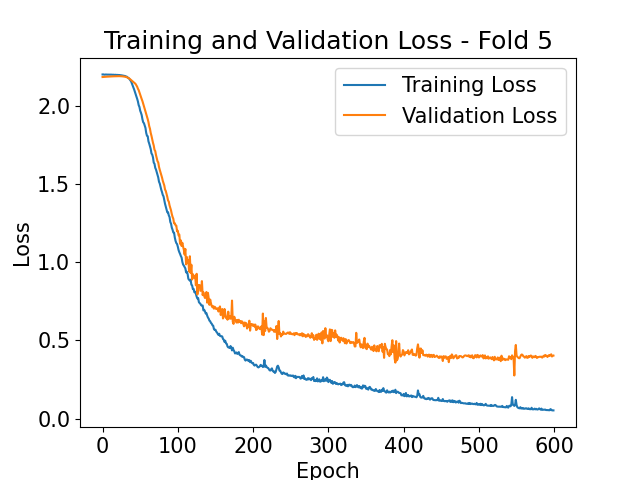 Training and Validation Loss - Fold 5
Training Loss
Validation Loss
Loss
2.0
1.5
1.0
0.5
0.0
0 100 200 300 400 500 600
Epoch